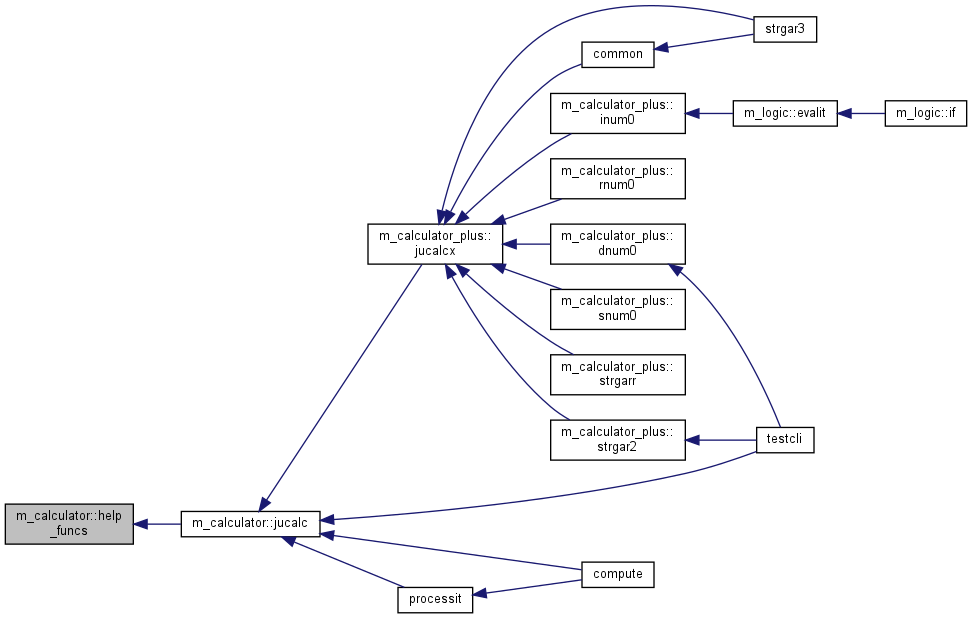 strgar3
common
m_calculator_plus::
inum0
m_logic::evalit
m_logic::if
m_calculator_plus::
rnum0
m_calculator_plus::
jucalcx
m_calculator_plus::
dnum0
m_calculator_plus::
snum0
m_calculator_plus::
strgarr
m_calculator_plus::
strgar2
testcli
m_calculator::help
_funcs
m_calculator::jucalc
compute
processit